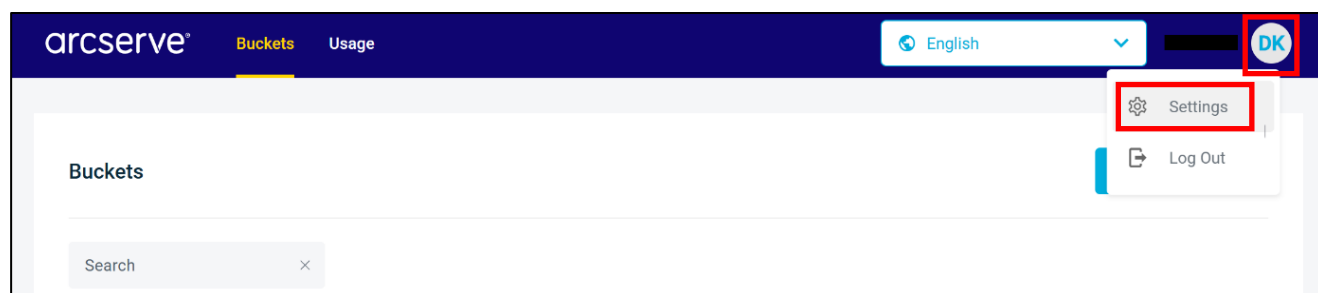 arcserve®
Buckets
Usage
English
DK
Settings
Log Out
Buckets
Search